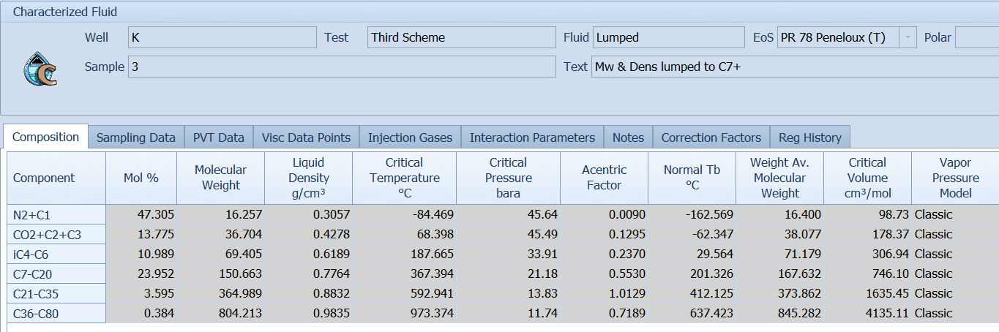 Characterized Fluid
Well K Test Third Scheme Fluid Lumped EoS PR 78 Peneloux (T) Polar
Sample 3 Text Mw & Dens lumped to C7+
Composition Sampling Data PVT Data Visc Data Points Injection Gases Interaction Parameters Notes Correction Factors Reg History
Component Mol % Molecular Weight Liquid Density g/cm³ Critical Temperature °C Critical Pressure bara Acentric Factor Normal Tb °C Weight Av. Molecular Weight Critical Volume cm³/mol Vapor Pressure Model
N2+C1 47.305 16.257 0.3057 -84.469 45.64 0.0090 -162.569 16.400 98.73 Classic
CO2+C2+C3 13.775 36.704 0.4278 68.398 45.49 0.1295 -62.347 38.077 178.37 Classic
iC4-C6 10.989 69.405 0.6189 187.665 33.91 0.2370 29.564 71.179 306.94 Classic
C7-C20 23.952 150.663 0.7764 367.394 21.18 0.5530 201.326 167.632 746.10 Classic
C21-C35 3.595 364.989 0.8832 592.941 13.83 1.0129 412.125 373.862 1635.45 Classic
C36-C80 0.384 804.213 0.9835 973.374 11.74 0.7189 637.423 845.282 4135.11 Classic